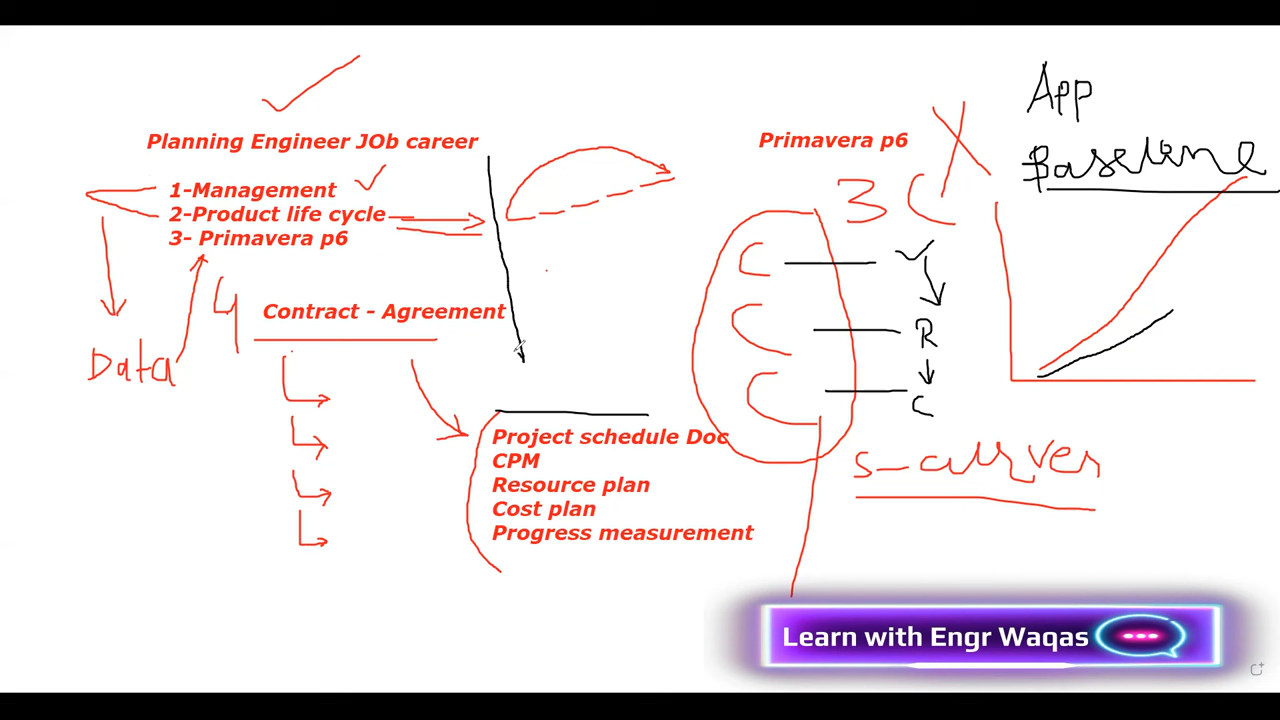 Planning Engineer JOb career
1-Management
2-Product life cycle
3- Primavera p6
Data
4
Contract - Agreement
Project schedule Doc
CPM
Resource plan
Cost plan
Progress measurement
Primavera p6
3 C
C
C R
C C
S-curver
App
Baseline
Learn with Engr Waqas